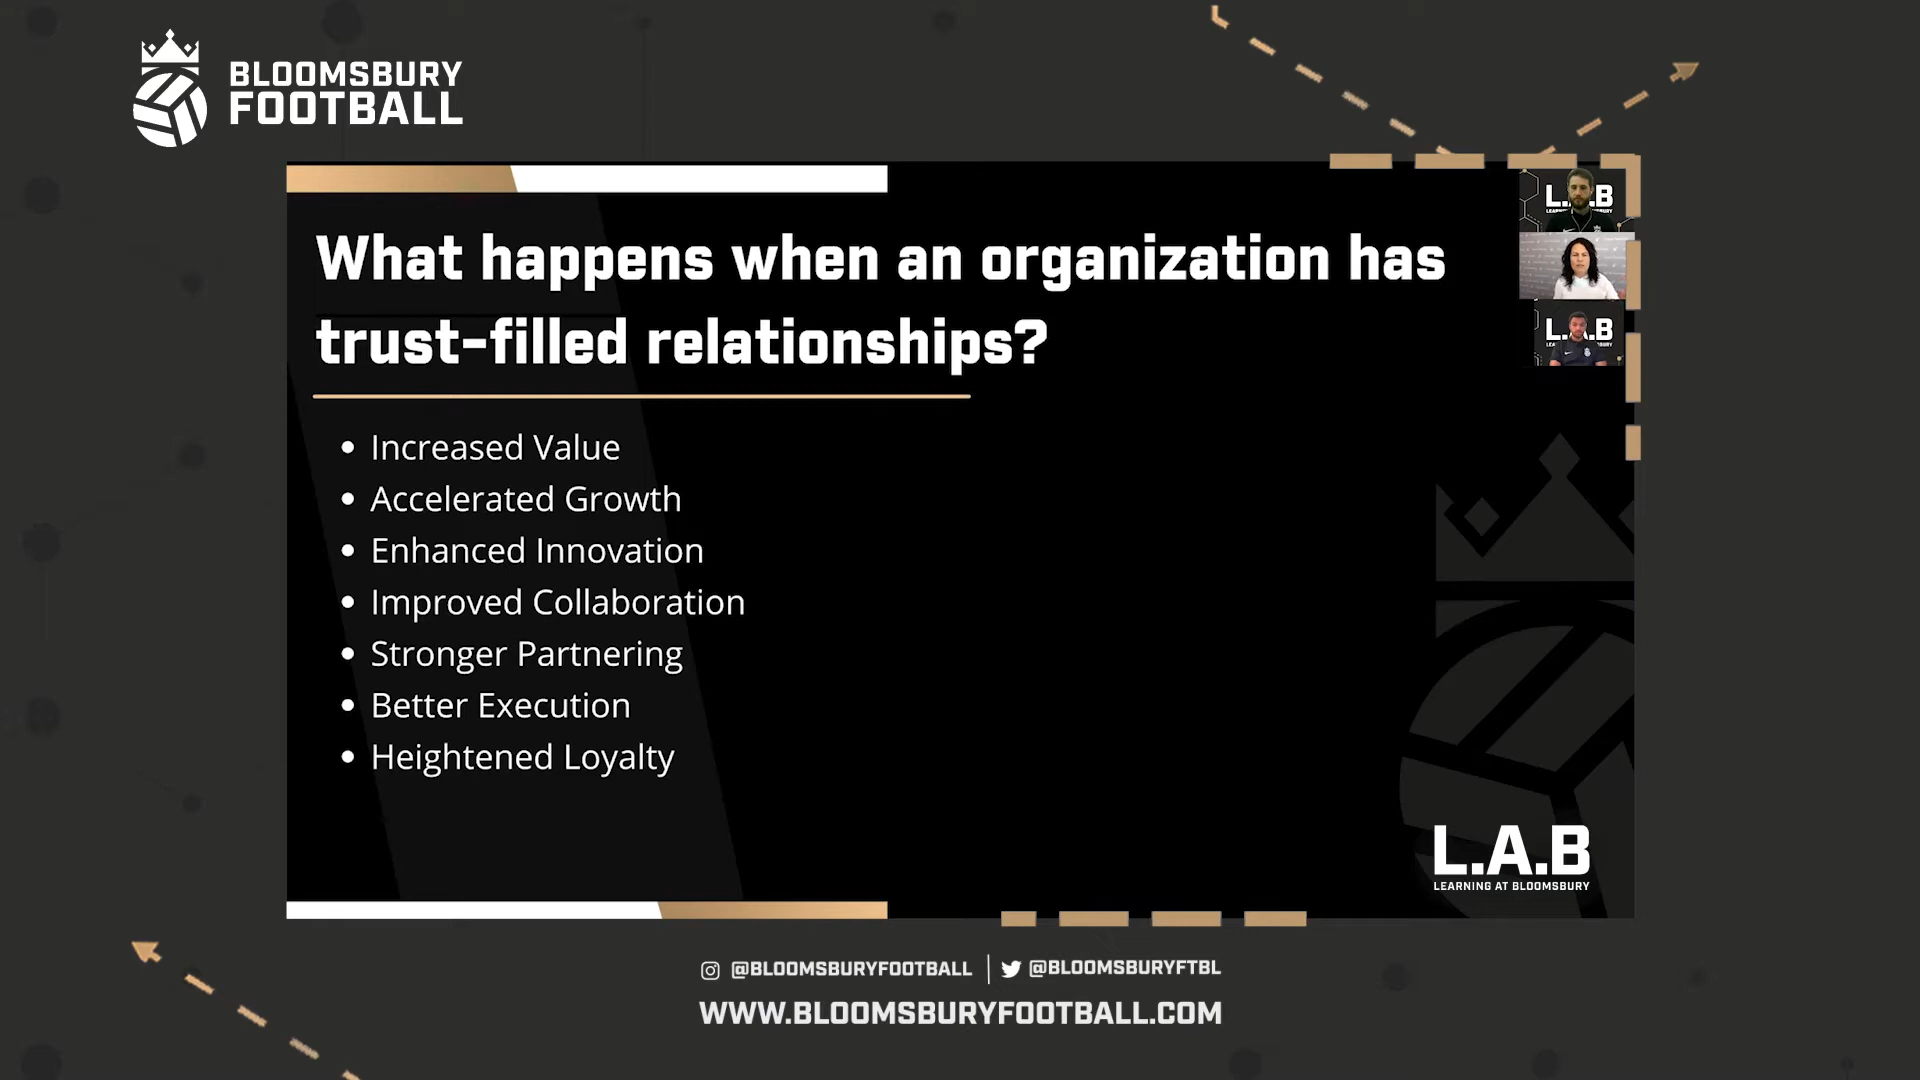 BLOOMSBURY
FOOTBALL
What happens when an organization has
trust-filled relationships?
• Increased Value
• Accelerated Growth
• Enhanced Innovation
• Improved Collaboration
• Stronger Partnering
• Better Execution
• Heightened Loyalty
L.A.B
LEARNING AT BLOOMSBURY
@BLOOMSBURYFOOTBALL
@BLOOMSBURYFTBL
WWW.BLOOMSBURYFOOTBALL.COM